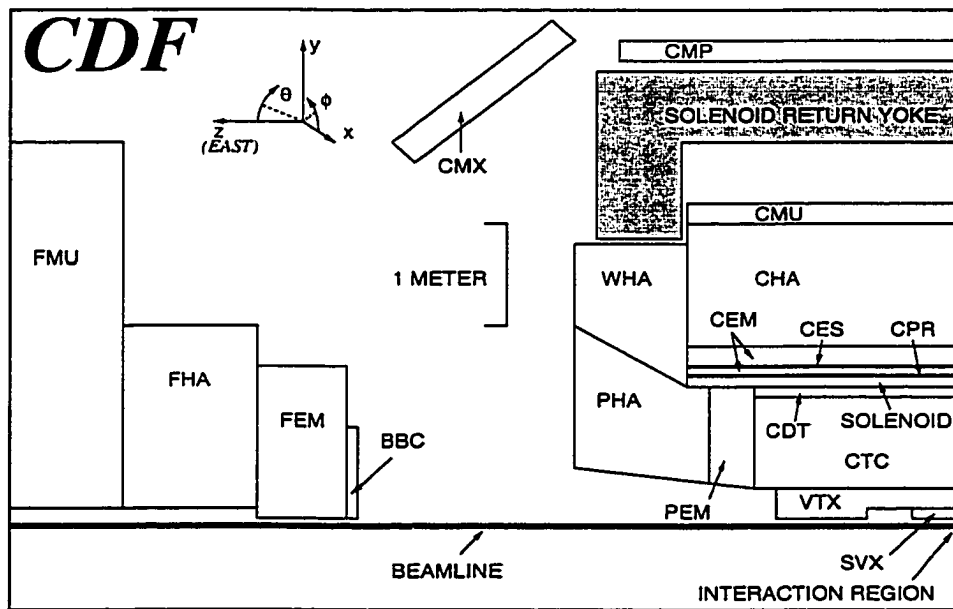 CDF
y
θ
ϕ
z
x
(EAST)
CMP
SOLENOID RETURN YOKE
CMX
CMU
FMU
1 METER
WHA
CHA
CEM
CES
CPR
FHA
PHA
FEM
BBC
CDT
SOLENOID
CTC
PEM
VTX
BEAMLINE
SVX
INTERACTION REGION